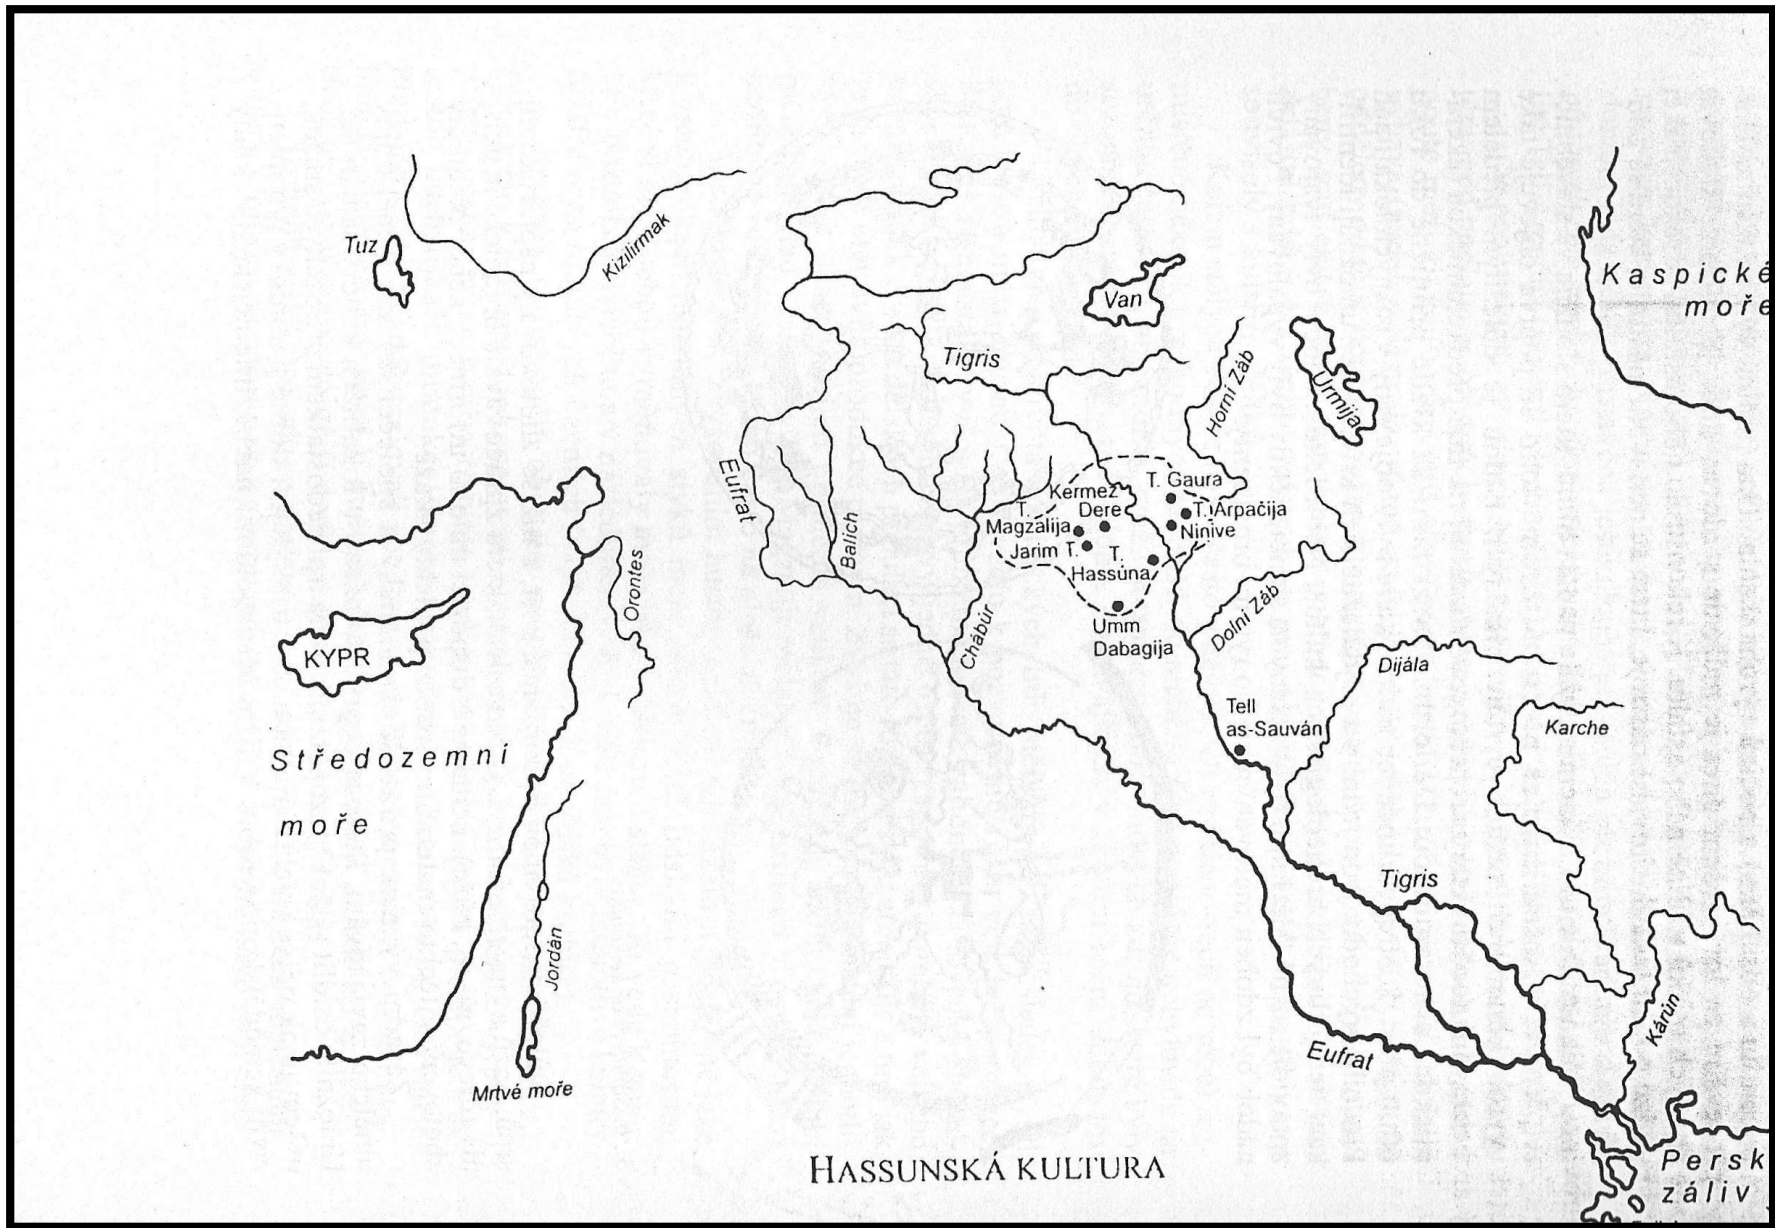 Tuz
Kizilirmak
Van
Kaspické
moře
Tigris
Horní Záb
Urmija
Eufrat
Balich
T. Gaura
Kermez
Dere
T.
Magzalija
T. Arpačija
Ninive
Jarim T.
T.
Hassúna
Orontes
Chábúr
Umm
Dabagija
Dolní Záb
KYPR
Dijála
Tell
as-Sauván
Karche
Středozemní
moře
Tigris
Jordán
Kárún
Eufrat
Mrtvé moře
HASSUNSKÁ KULTURA
Persk
záliv